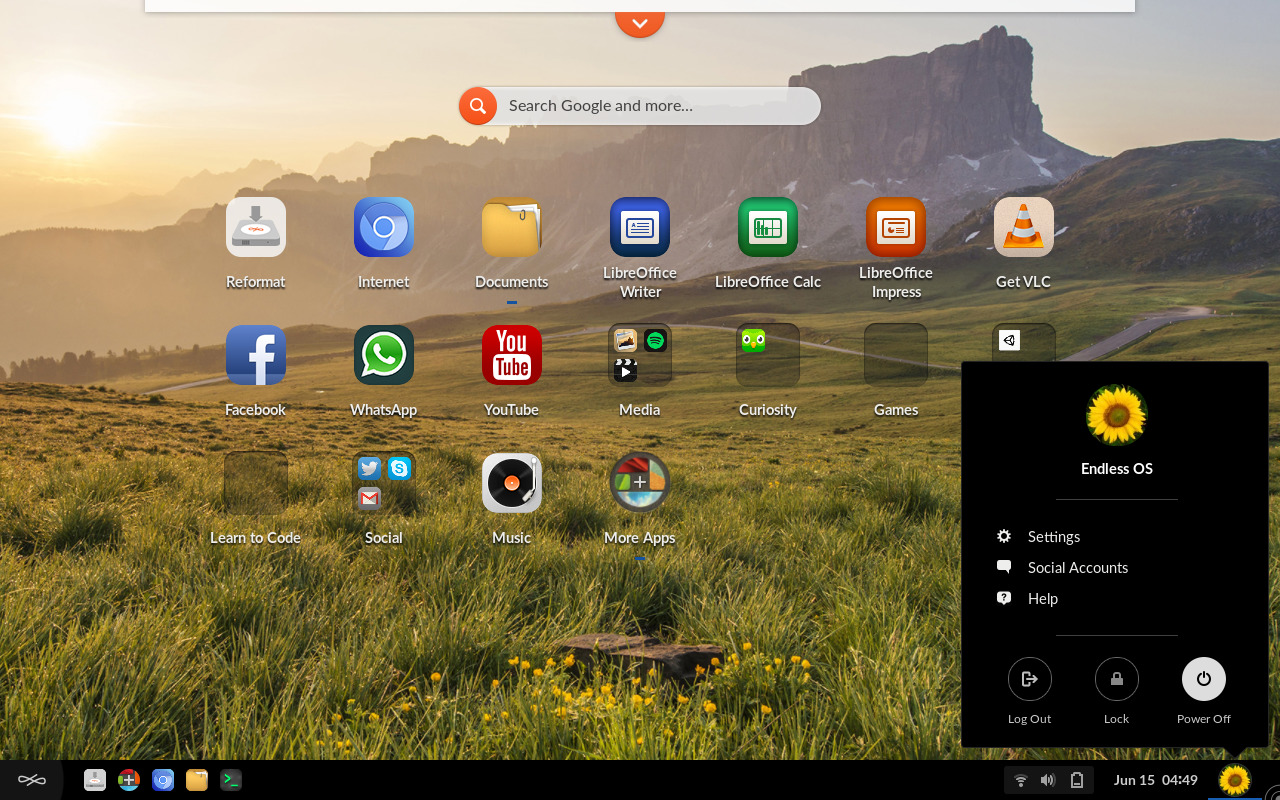 Search Google and more...
Reformat
Internet
Documents
LibreOffice
Writer
LibreOffice Calc
LibreOffice
Impress
Get VLC
Facebook
WhatsApp
You
Tube
YouTube
Media
Curiosity
Games
Learn to Code
Social
Music
More Apps
Endless OS
Settings
Social Accounts
Help
Log Out
Lock
Power Off
Jun 15 04:49